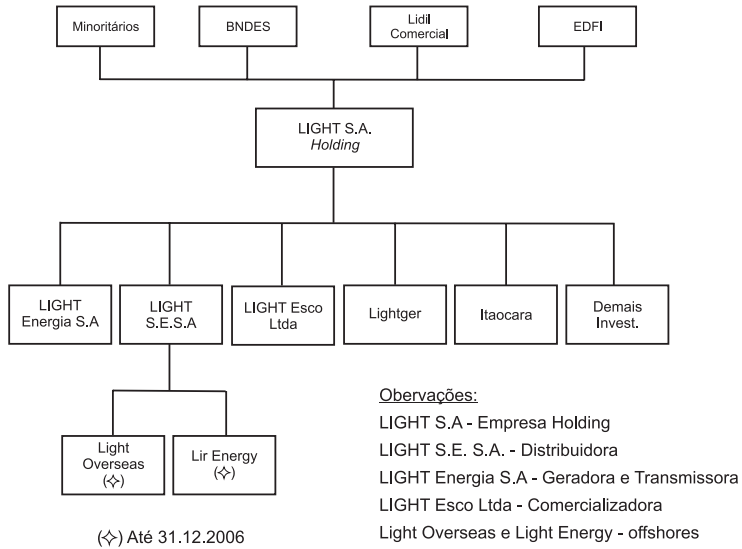 Minoritários
BNDES
Lidil
Comercial
EDFI
LIGHT S.A.
Holding
LIGHT
Energia S.A
LIGHT
S.E.S.A
LIGHT Esco
Ltda
Lightger
Itaocara
Demais
Invest.
Light
Overseas
(✧)
Lir Energy
(✧)
(✧) Até 31.12.2006
Obervações:
LIGHT S.A - Empresa Holding
LIGHT S.E. S.A. - Distribuidora
LIGHT Energia S.A - Geradora e Transmissora
LIGHT Esco Ltda - Comercializadora
Light Overseas e Light Energy - offshores